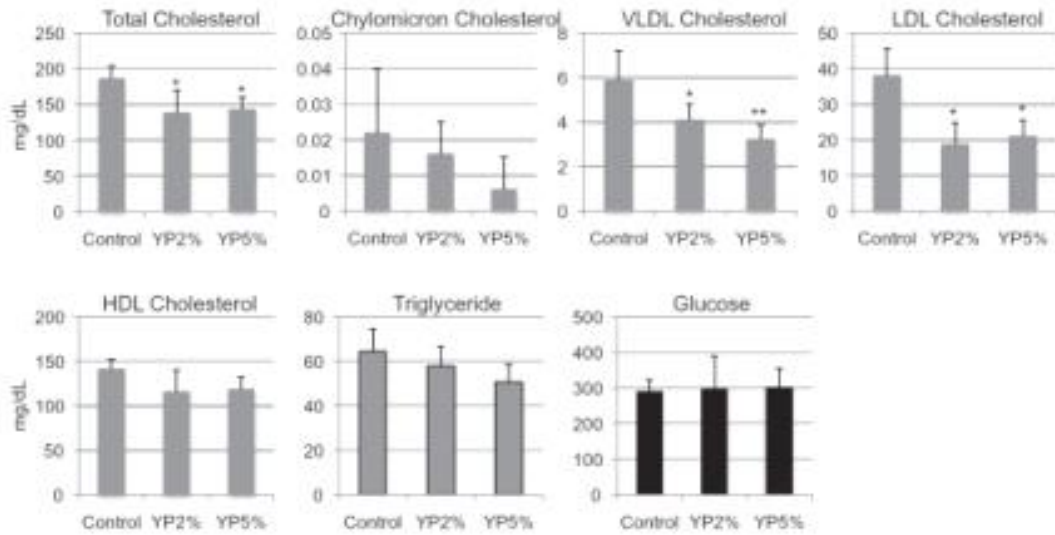 Total Cholesterol
250
200
150
100
50
0
mg/dL
*
*
Control YP2% YP5%
Chylomicron Cholesterol
0.05
0.04
0.03
0.02
0.01
0
Control YP2% YP5%
VLDL Cholesterol
8
6
4
2
0
*
**
Control YP2% YP5%
LDL Cholesterol
50
40
30
20
10
0
*
*
Control YP2% YP5%
HDL Cholesterol
200
150
100
50
0
mg/dL
Control YP2% YP5%
Triglyceride
80
60
40
20
0
Control YP2% YP5%
Glucose
500
400
300
200
100
0
Control YP2% YP5%